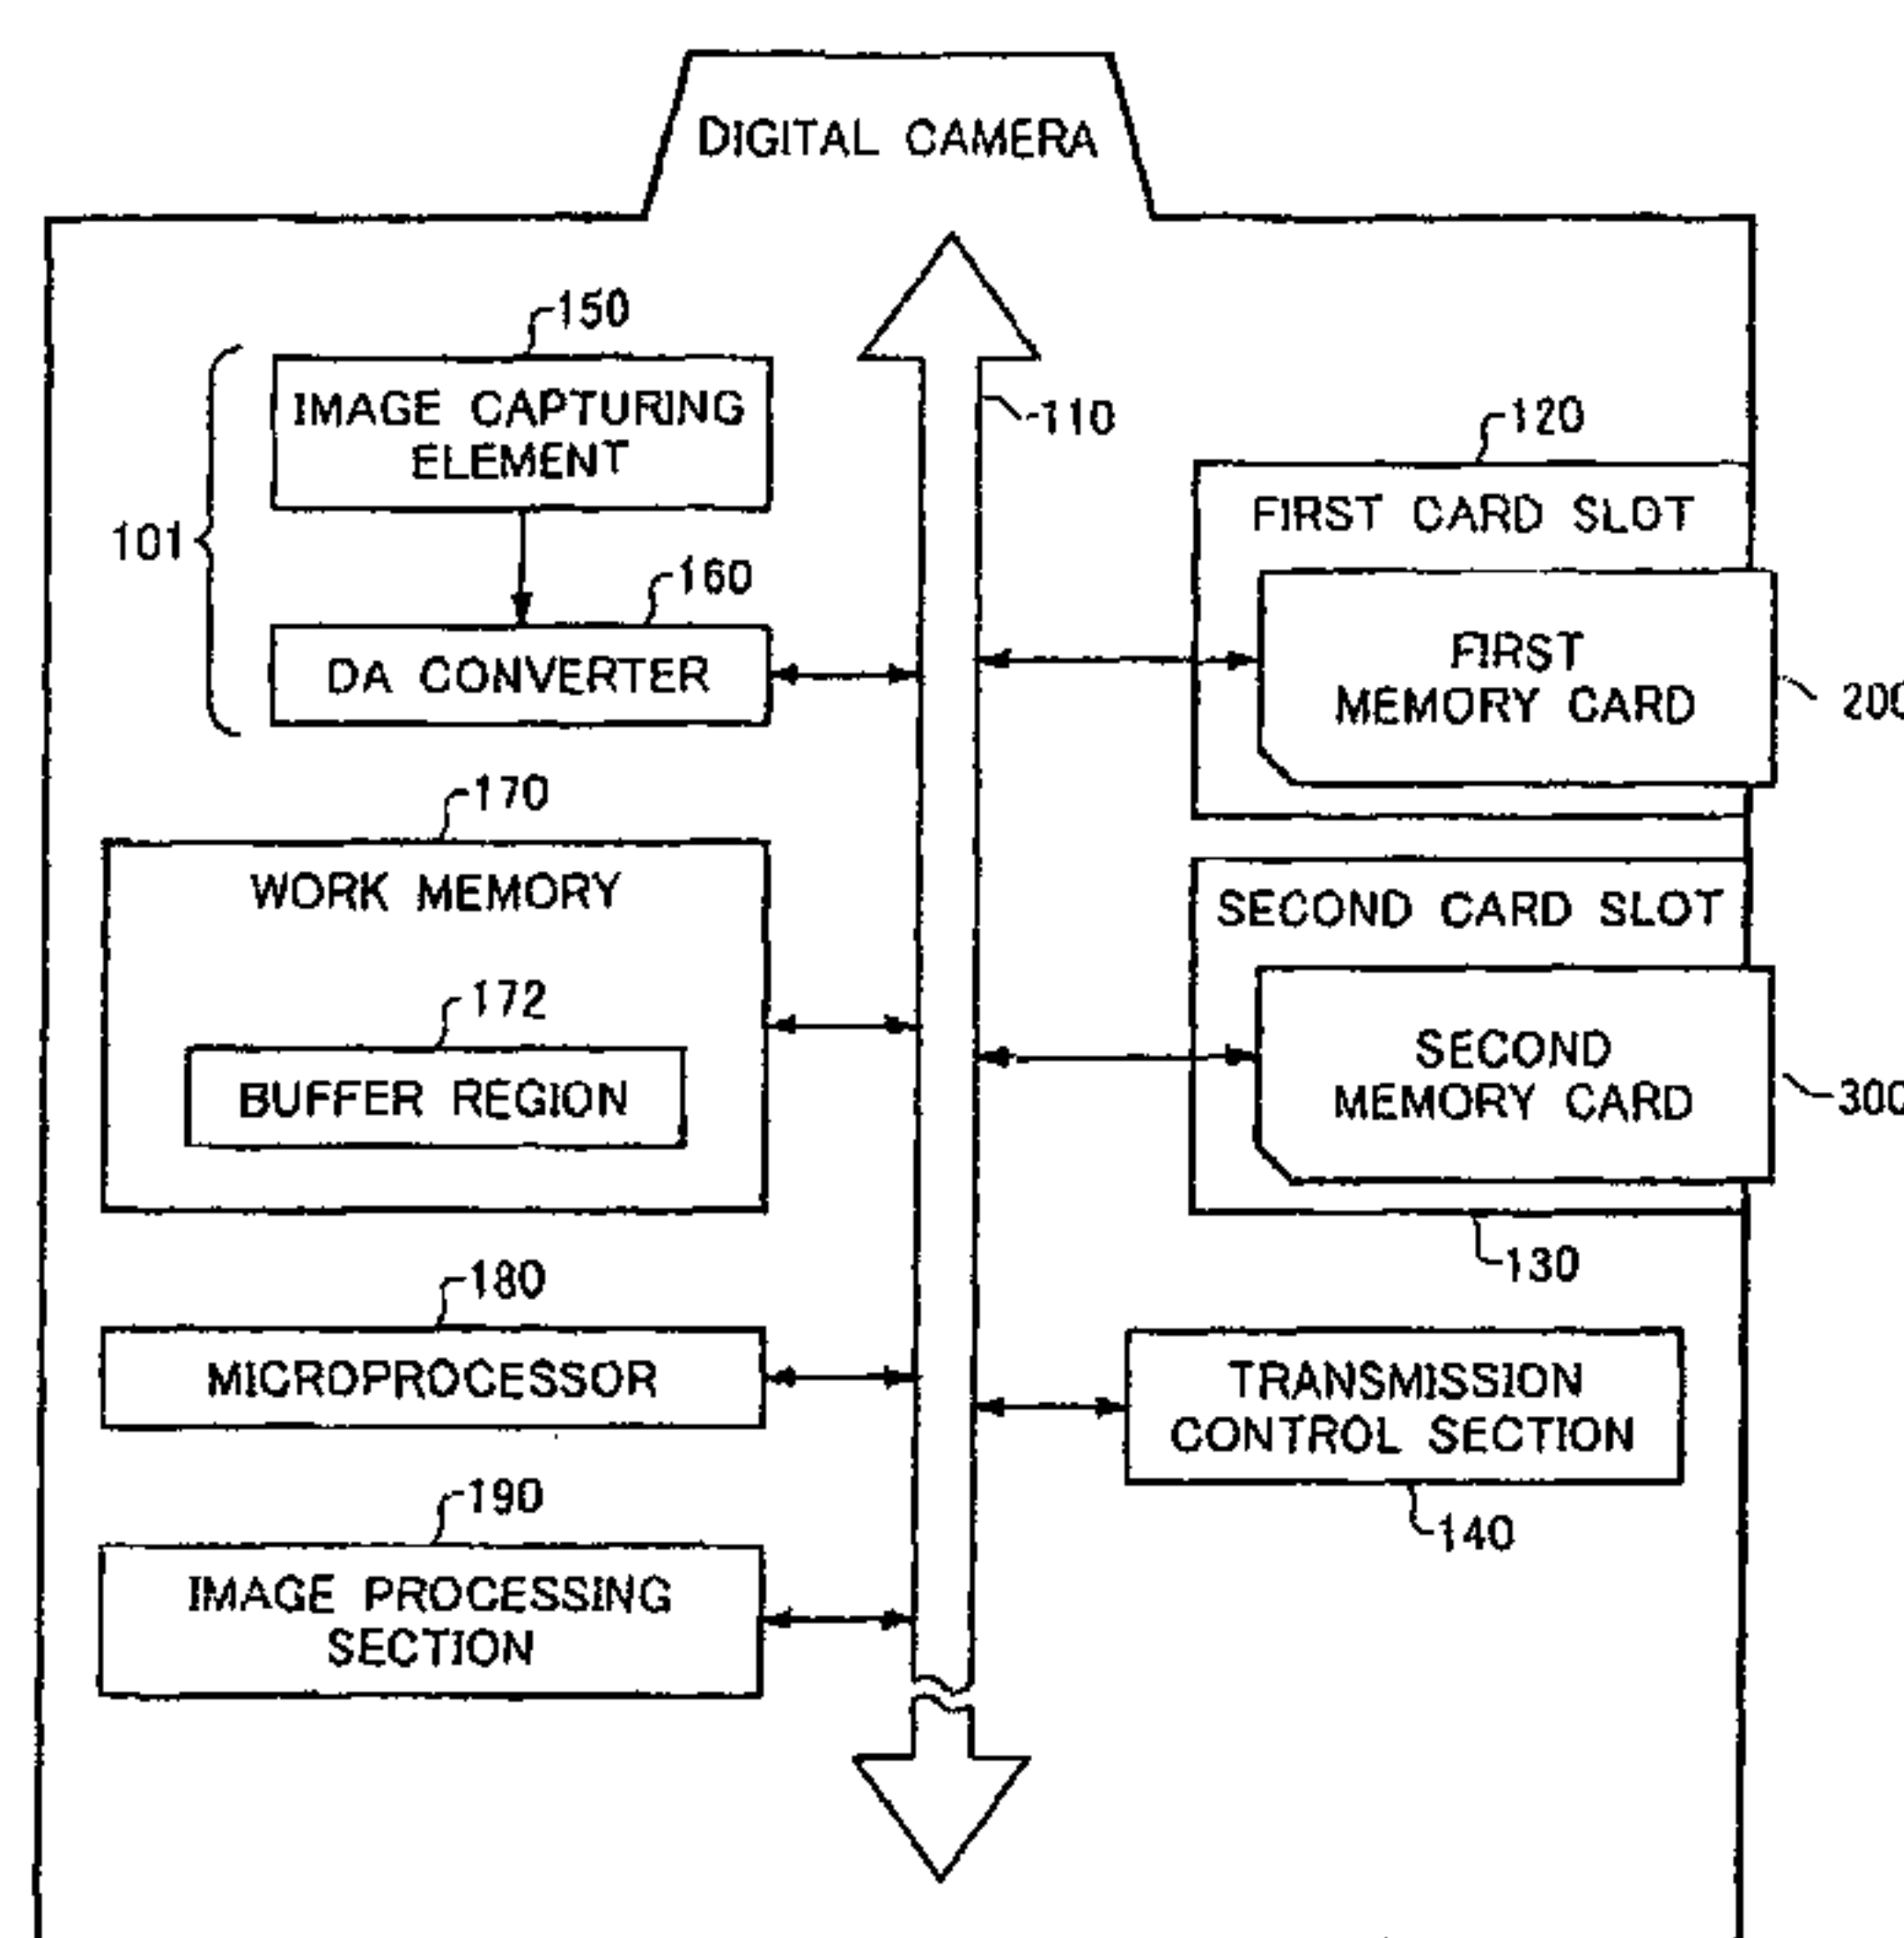 DIGITAL CAMERA
150
IMAGE CAPTURING
ELEMENT
101
160
DA CONVERTER
110
120
FIRST CARD SLOT
FIRST
MEMORY CARD
200
170
WORK MEMORY
172
BUFFER REGION
SECOND CARD SLOT
SECOND
MEMORY CARD
300
130
180
MICROPROCESSOR
TRANSMISSION
CONTROL SECTION
140
190
IMAGE PROCESSING
SECTION